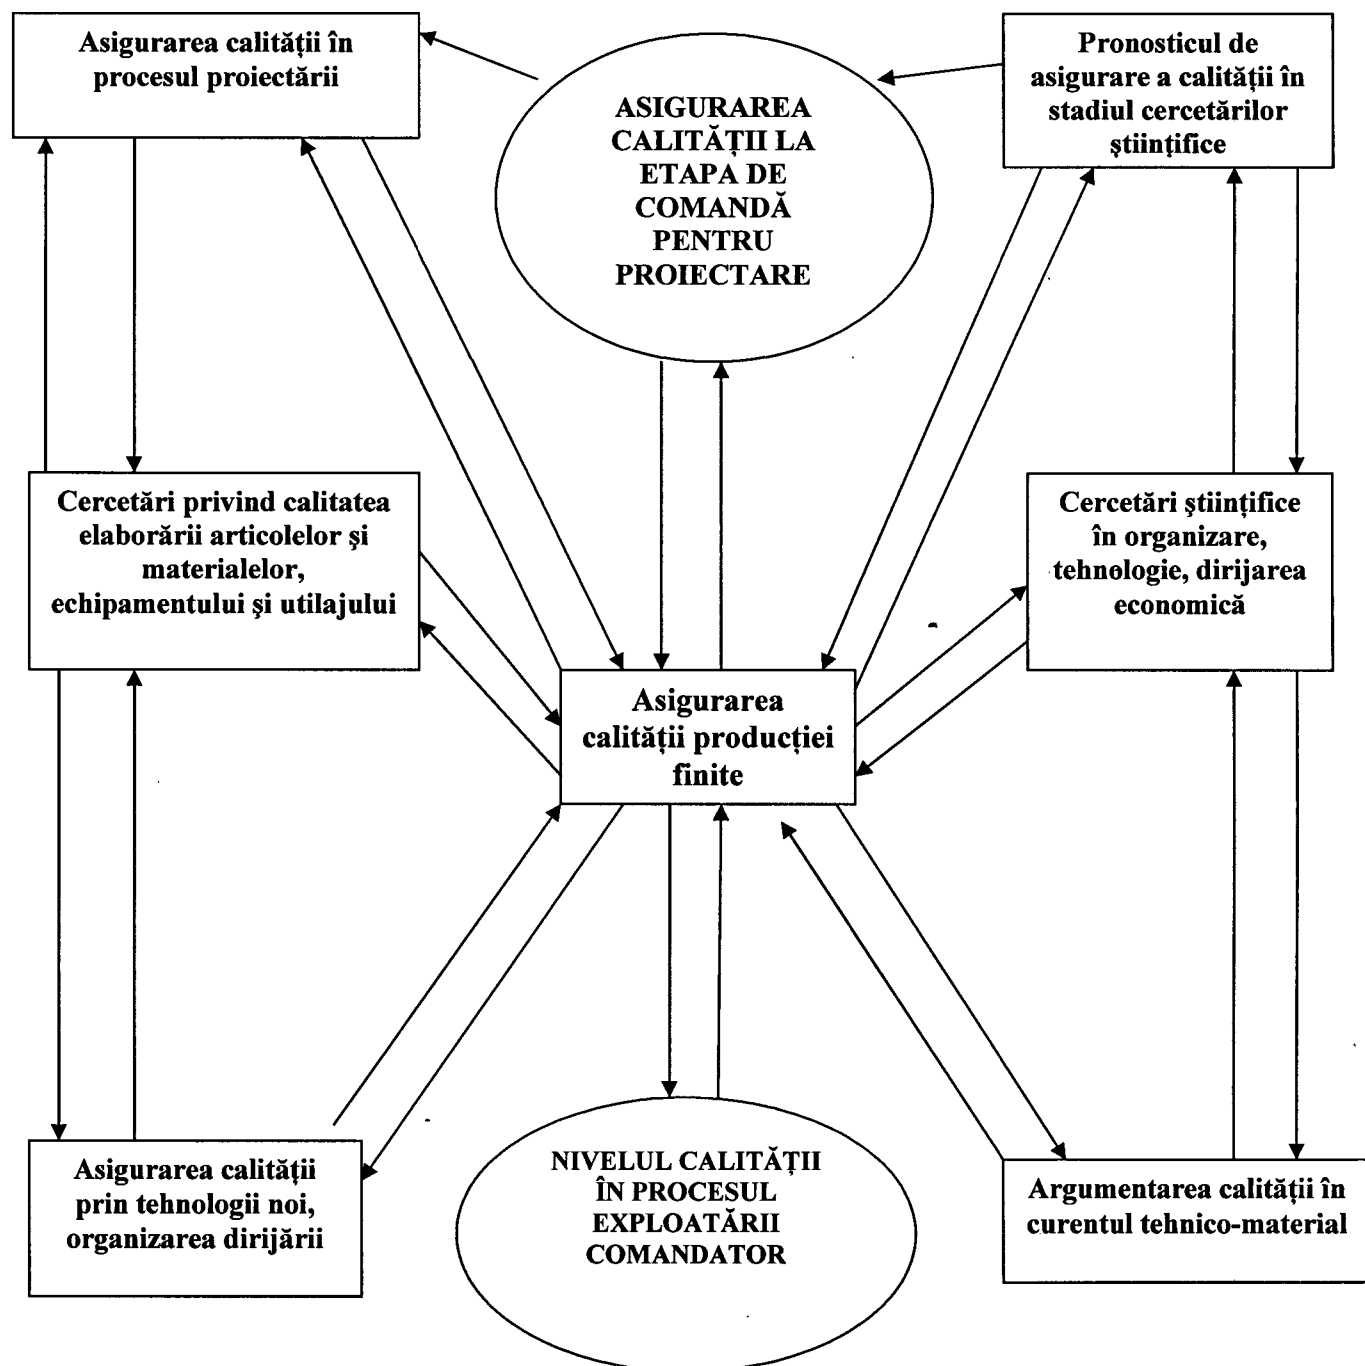 Asigurarea calității în
procesul proiectării
ASIGURAREA
CALITĂȚII LA
ETAPA DE
COMANDĂ
PENTRU
PROIECTARE
Pronosticul de
asigurare a calității în
stadiul cercetărilor
științifice
Cercetări privind calitatea
elaborării articolelor şi
materialelor,
echipamentului şi utilajului
Cercetări ştiințifice
în organizare,
tehnologie, dirijarea
economică
Asigurarea
calității producției
finite
Asigurarea calității
prin tehnologii noi,
organizarea dirijării
NIVELUL CALITĂȚII
ÎN PROCESUL
EXPLOATĂRII
COMANDATOR
Argumentarea calității în
curentul tehnico-material